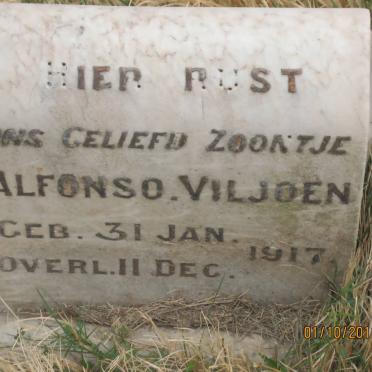 HIER RUST
ONS GELIEFD ZOONTJE
ALFONSO. VILJOEN
GEB. 31 JAN. 1917
OVERL. 11 DEC.
01/10/201